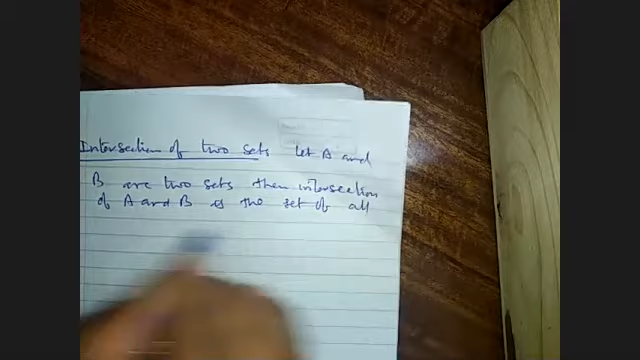 Intersection of two sets Let A and
B are two sets then intersection
of A and B is the set of all